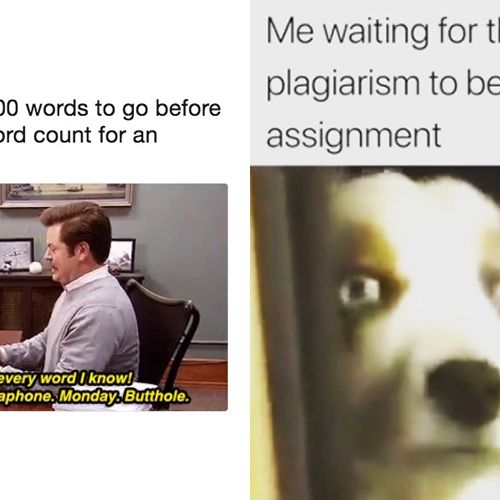 00 words to go before
ord count for an
every word I know!
aphone. Monday. Butthole.
Me waiting for t
plagiarism to be
assignment